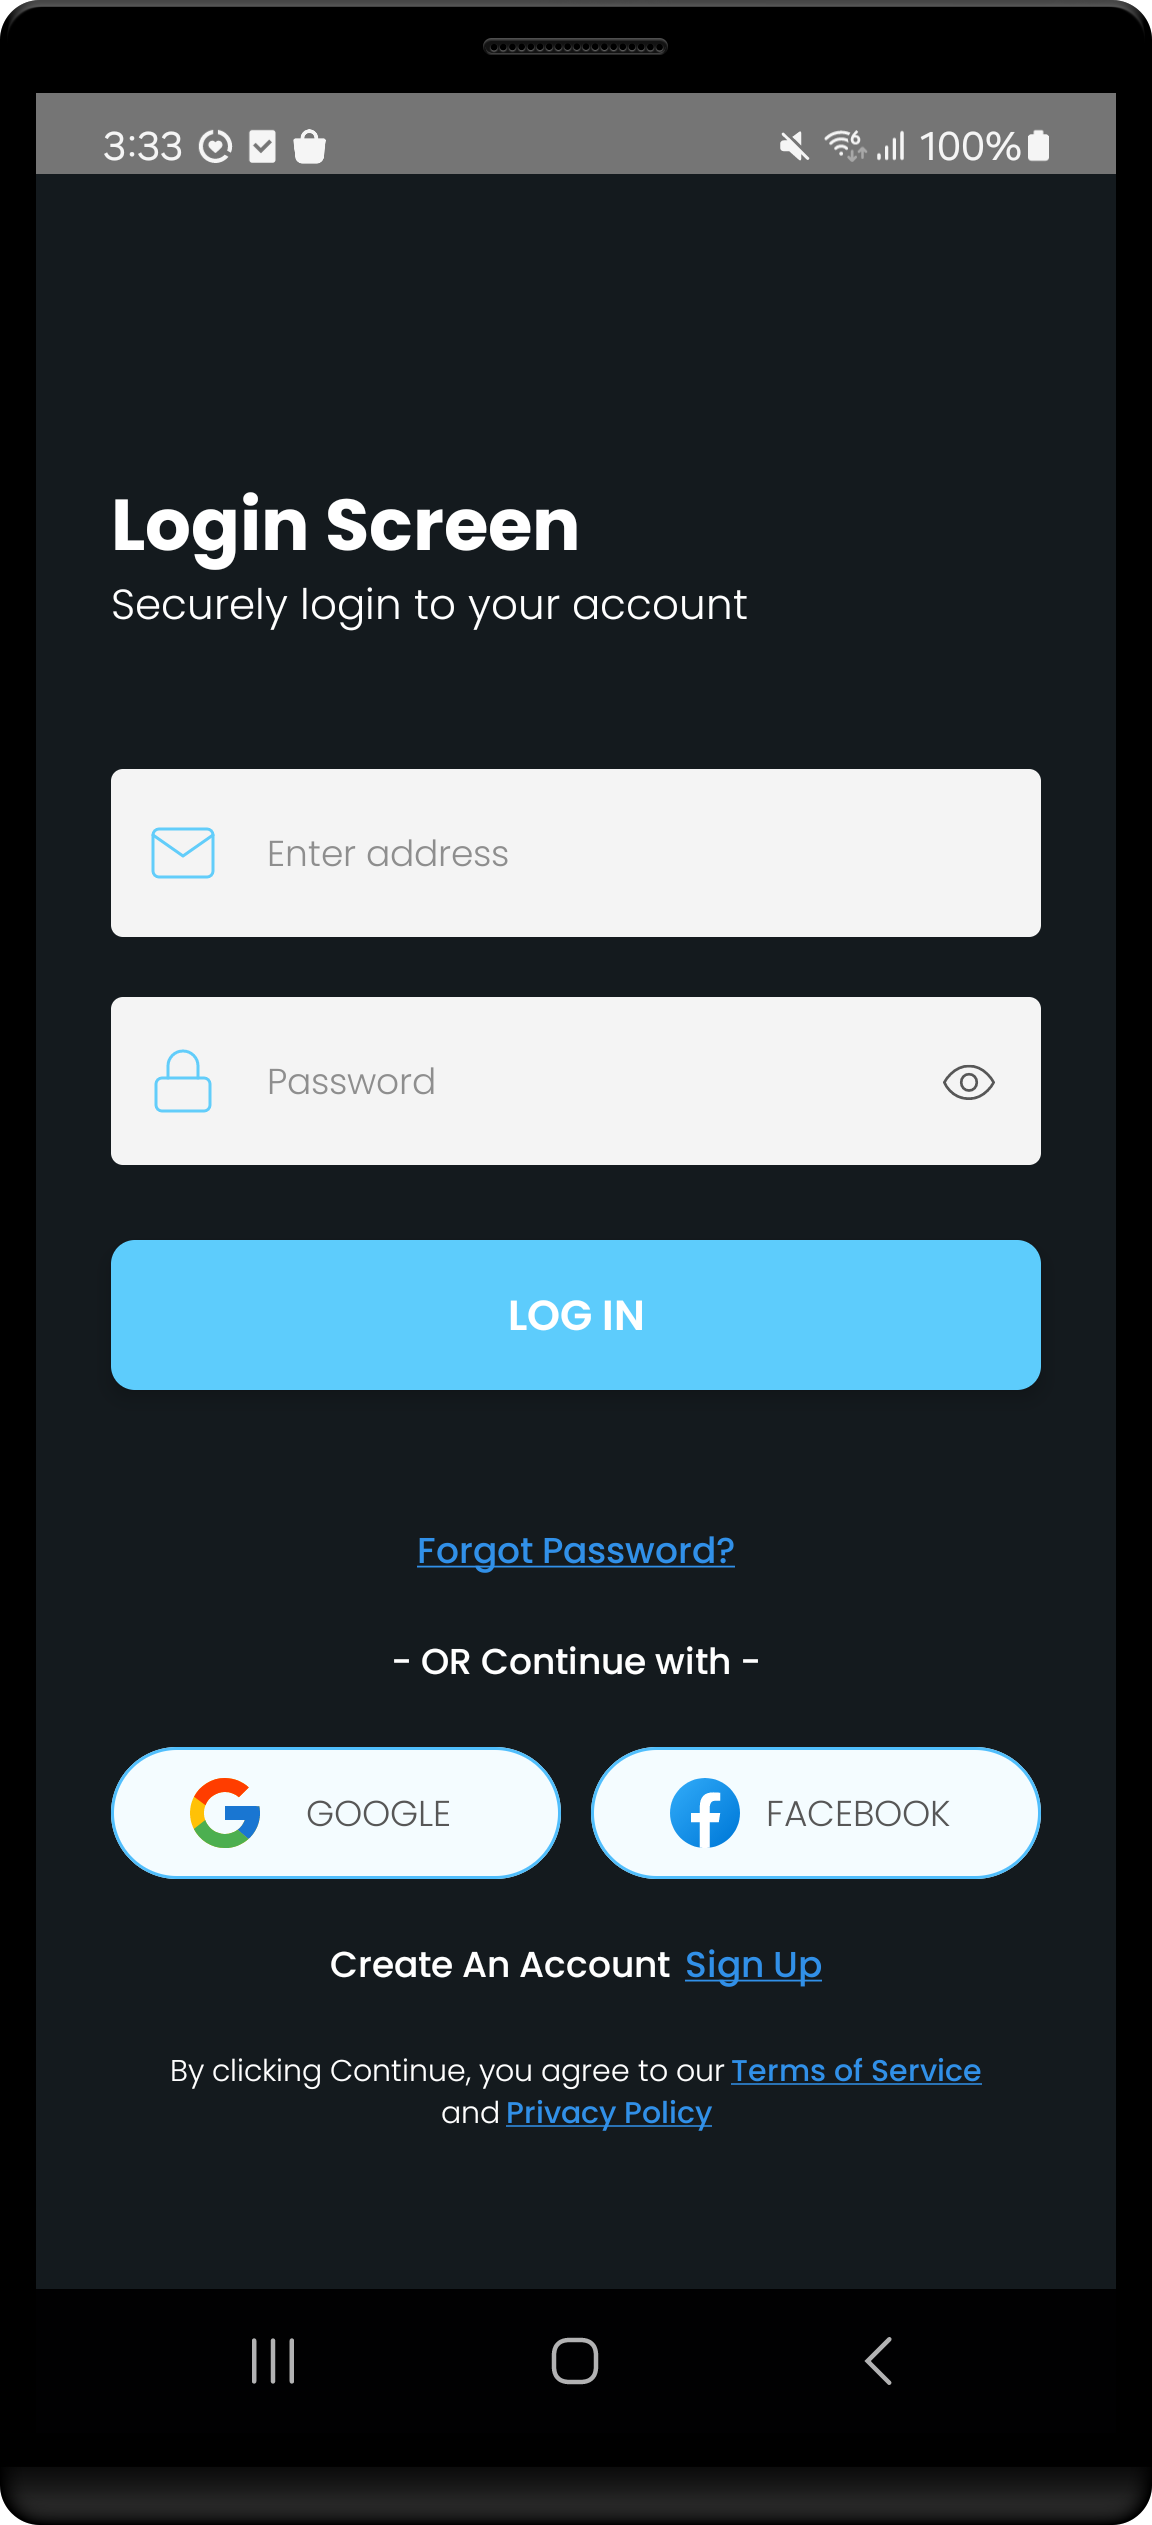 3:33 100%
Login Screen
Securely login to your account
Enter address
Password
LOG IN
Forgot Password?
- OR Continue with -
GOOGLE FACEBOOK
Create An Account Sign Up
By clicking Continue, you agree to our Terms of Service
and Privacy Policy